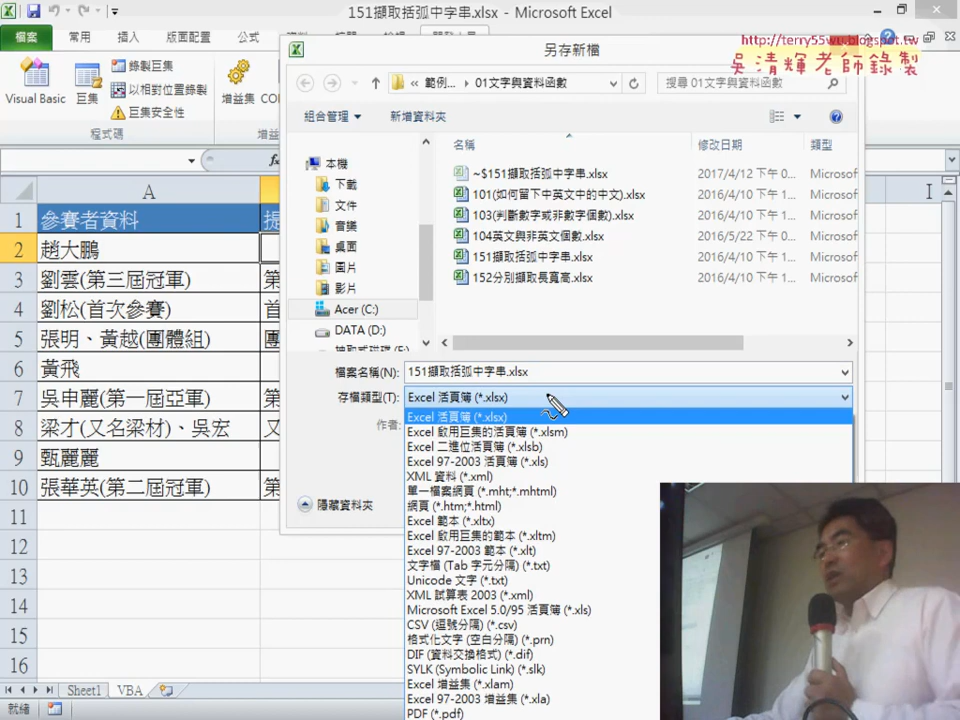 151擷取括弧中字串.xlsx - Microsoft Excel
檔案 常用 插入 版面配置 公式
http://terry55wu.blogspot.tw
吳清輝老師錄製
Visual Basic 巨集 錄製巨集 以相對位置錄製 巨集安全性 增益集
程式碼
另存新檔
範例... 01文字與資料函數 搜尋 01文字與資料函數
組合管理 新增資料夾
名稱 修改日期 類型
本機
下載
文件
音樂
桌面
圖片
影片
Acer (C:)
DATA (D:)
~$151擷取括弧中字串.xlsx 2017/4/12 下午 0... Microsof
101(如何留下中英文中的中文).xlsx 2016/4/10 下午 1... Microsof
103(判斷數字或非數字個數).xlsx 2016/4/10 下午 1... Microsof
104英文與非英文個數.xlsx 2016/5/22 下午 0... Microsof
151擷取括弧中字串.xlsx 2016/4/10 下午 1... Microsof
152分別擷取長寬高.xlsx 2016/4/10 下午 1... Microsof
檔案名稱(N): 151擷取括弧中字串.xlsx
存檔類型(T): Excel 活頁簿 (*.xlsx)
作者:
隱藏資料夾
Excel 活頁簿 (*.xlsx)
Excel 啟用巨集的活頁簿 (*.xlsm)
Excel 二進位活頁簿 (*.xlsb)
Excel 97-2003 活頁簿 (*.xls)
XML 資料 (*.xml)
單一檔案網頁 (*.mht;*.mhtml)
網頁 (*.htm;*.html)
Excel 範本 (*.xltx)
Excel 啟用巨集的範本 (*.xltm)
Excel 97-2003 範本 (*.xlt)
文字檔 (Tab 字元分隔) (*.txt)
Unicode 文字 (*.txt)
XML 試算表 2003 (*.xml)
Microsoft Excel 5.0/95 活頁簿 (*.xls)
CSV (逗號分隔) (*.csv)
格式化文字 (空白分隔) (*.prn)
DIF (資料交換格式) (*.dif)
SYLK (Symbolic Link) (*.slk)
Excel 增益集 (*.xlam)
Excel 97-2003 增益集 (*.xla)
PDF (*.pdf)
A I
1 參賽者資料
2 趙大鵬
3 劉雲(第三屆冠軍)
4 劉松(首次參賽)
5 張明、黃越(團體組)
6 黃飛
7 吳申麗(第一屆亞軍)
8 梁才(又名梁材)、吳宏
9 甄麗麗
10 張華英(第二屆冠軍)
11
12
13
14
15
16
Sheet1 VBA
就緒